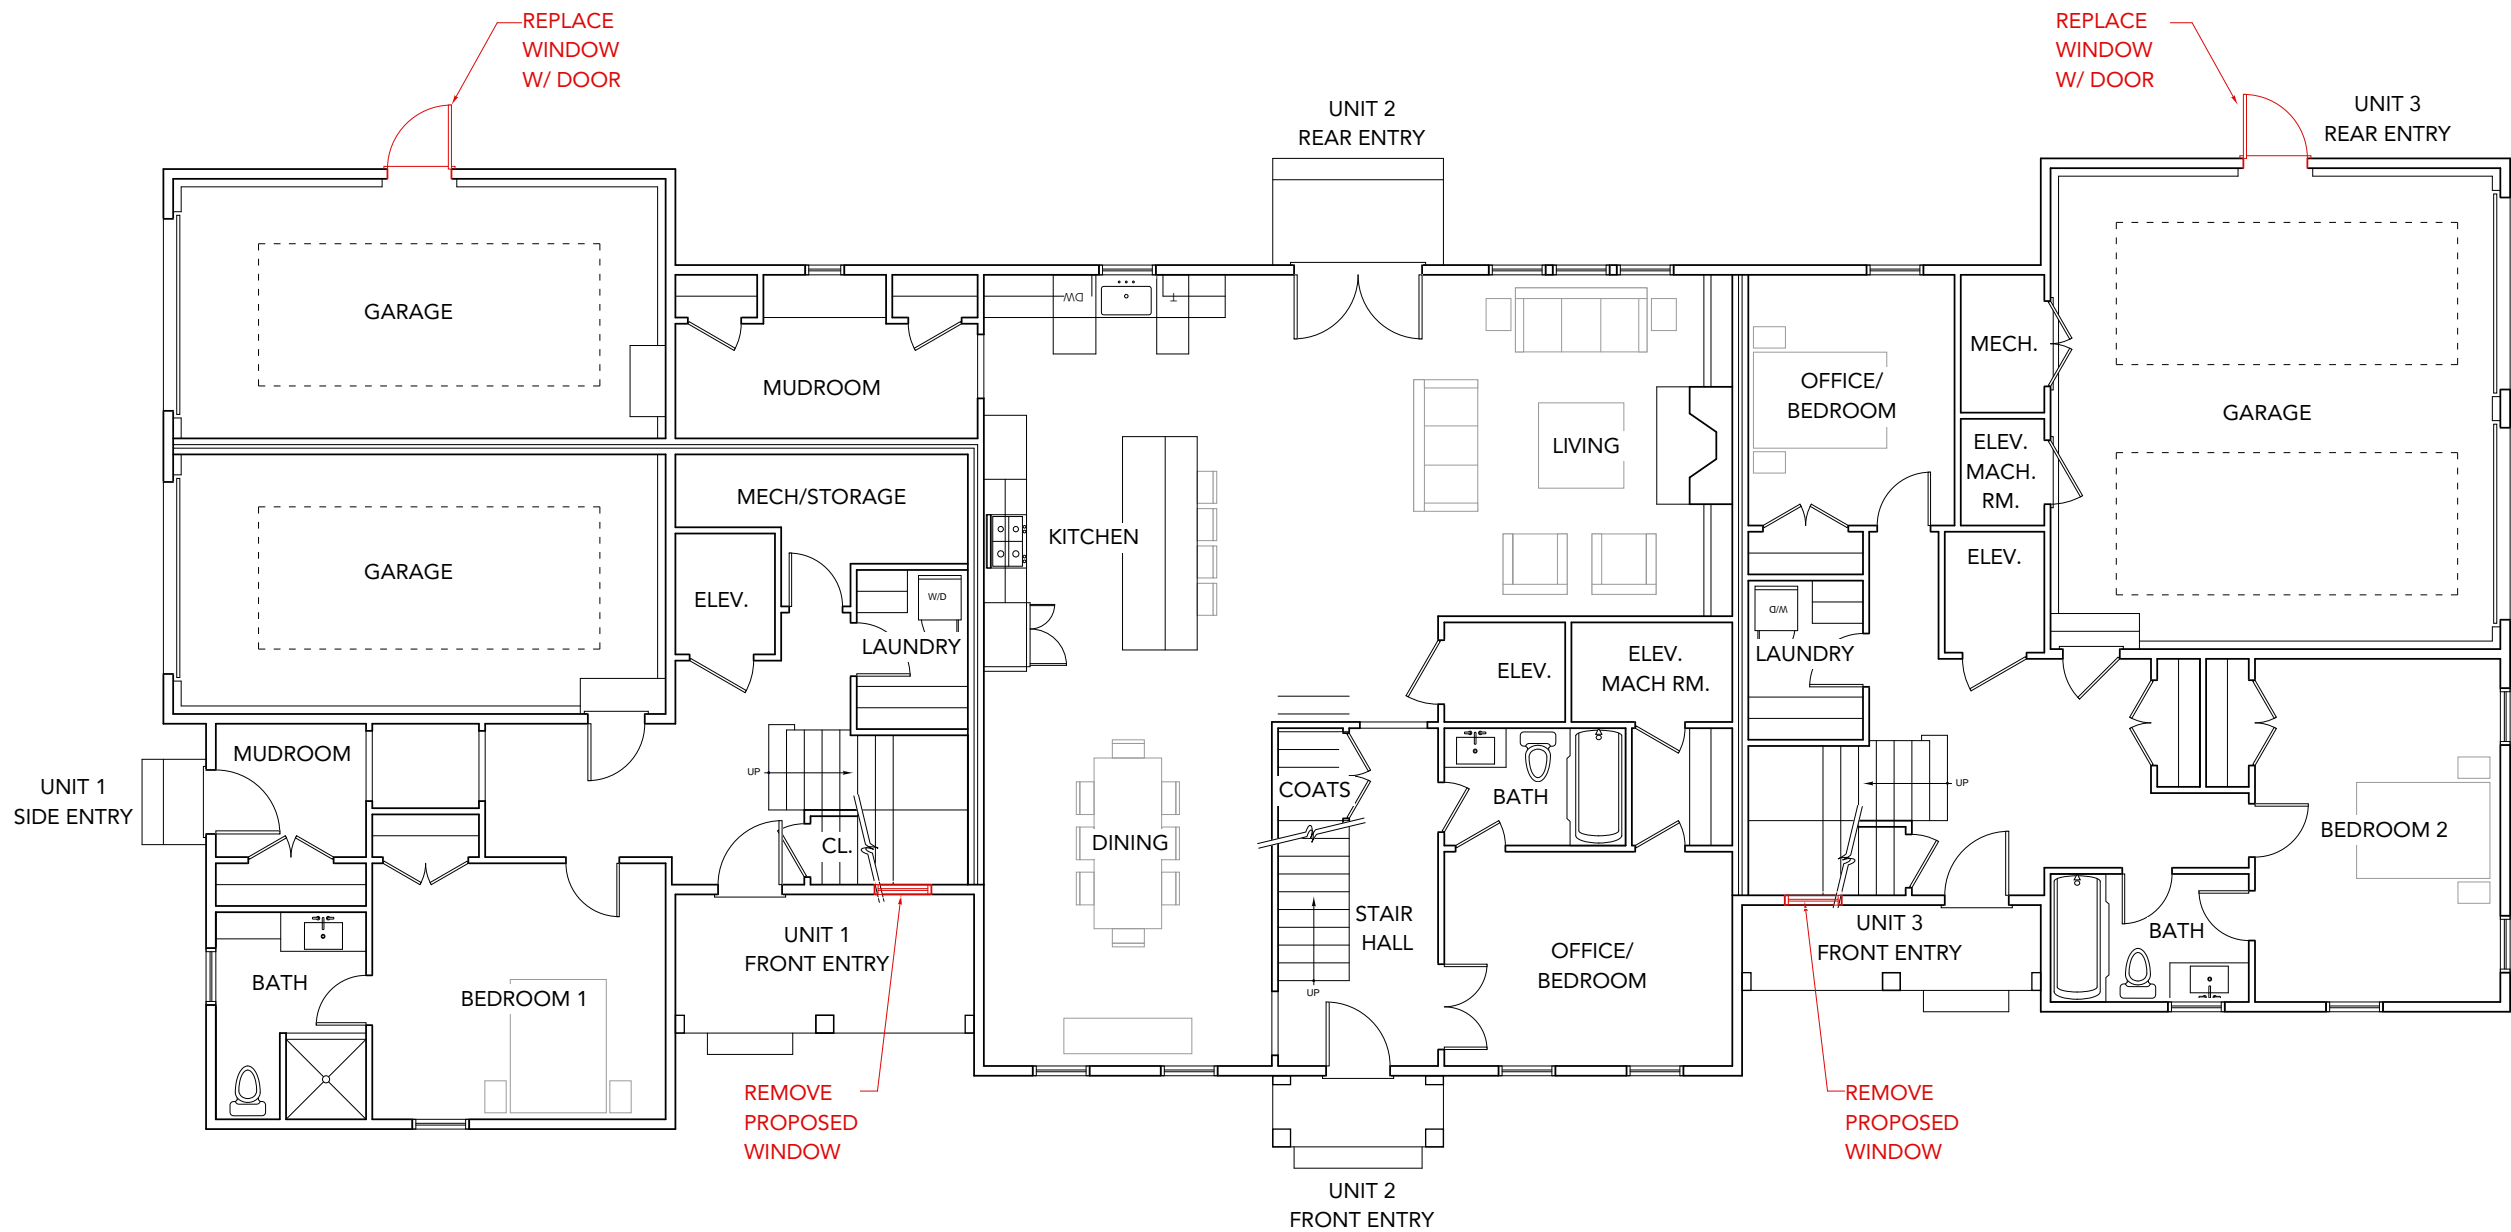 REPLACE
WINDOW
W/ DOOR
REPLACE
WINDOW
W/ DOOR
UNIT 2
REAR ENTRY
UNIT 3
REAR ENTRY
GARAGE
MUDROOM
DW
T
LIVING
OFFICE/
BEDROOM
MECH.
ELEV.
MACH.
RM.
GARAGE
MECH/STORAGE
KITCHEN
GARAGE
ELEV.
W/D
LAUNDRY
ELEV.
W/D
LAUNDRY
ELEV.
ELEV.
MACH RM.
MUDROOM
UNIT 1
SIDE ENTRY
UP
CL.
DINING
COATS
BATH
UP
BEDROOM 2
UNIT 1
FRONT ENTRY
STAIR
HALL
UP
OFFICE/
BEDROOM
UNIT 3
FRONT ENTRY
BATH
BATH
BEDROOM 1
REMOVE
PROPOSED
WINDOW
REMOVE
PROPOSED
WINDOW
UNIT 2
FRONT ENTRY